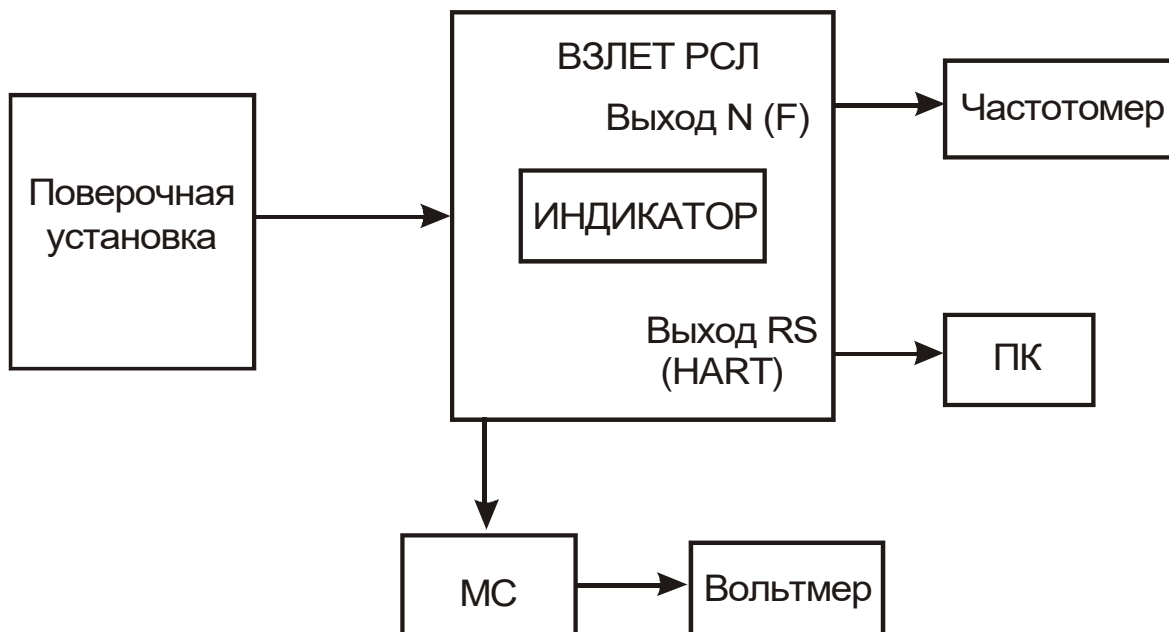 ВЗЛЕТ РСЛ
Выход N (F)
Частотомер
Поверочная
установка
ИНДИКАТОР
Выход RS
(HART)
ПК
МС
Вольтмер